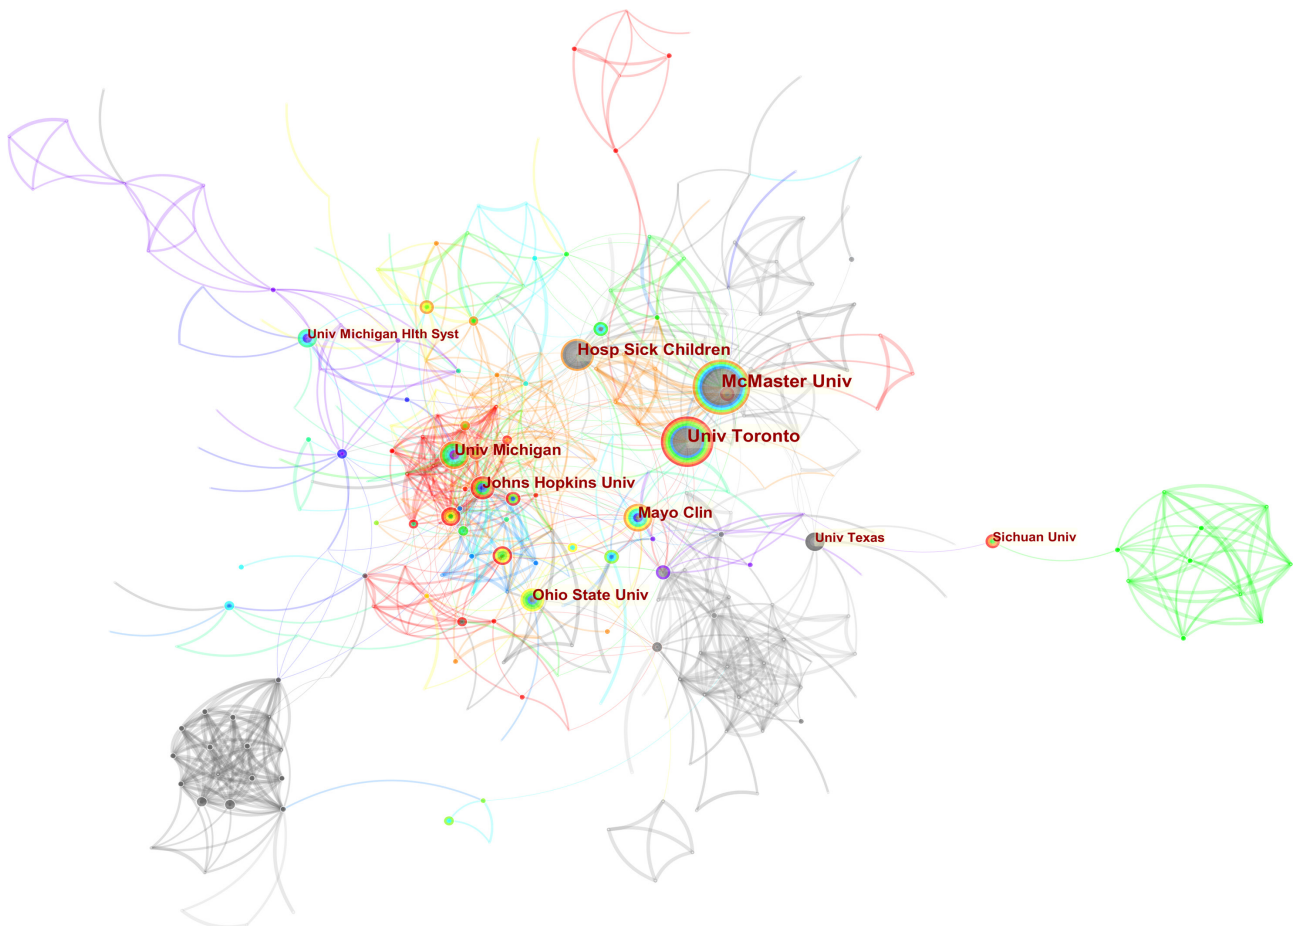 Univ Michigan Hlth Syst
Hosp Sick Children
McMaster Univ
Univ Toronto
Univ Michigan
Johns Hopkins Univ
Mayo Clin
Univ Texas
Sichuan Univ
Ohio State Univ